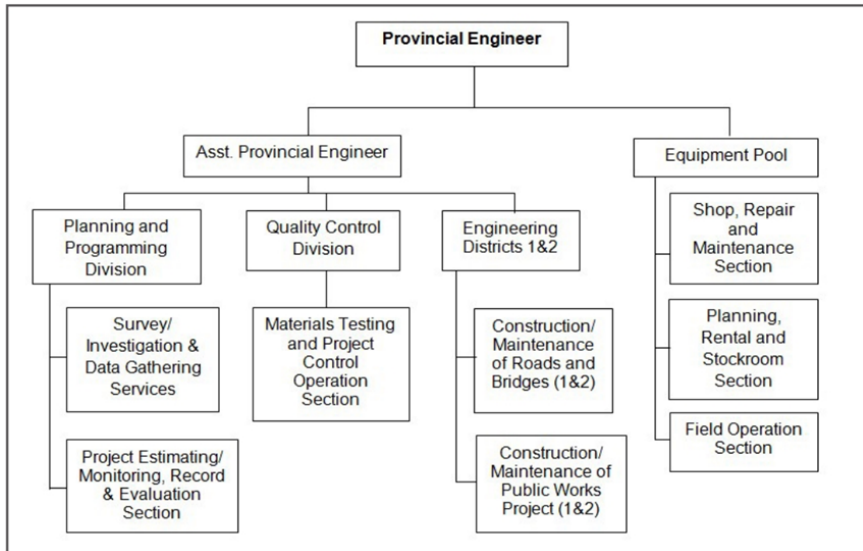 Provincial Engineer
Asst. Provincial Engineer
Equipment Pool
Planning and
Programming
Division
Quality Control
Division
Engineering
Districts 1&2
Shop, Repair
and
Maintenance
Section
Survey/
Investigation &
Data Gathering
Services
Materials Testing
and Project
Control
Operation
Section
Construction/
Maintenance
of Roads and
Bridges (1&2)
Planning,
Rental and
Stockroom
Section
Project Estimating/
Monitoring, Record
& Evaluation
Section
Construction/
Maintenance of
Public Works
Project (1&2)
Field Operation
Section